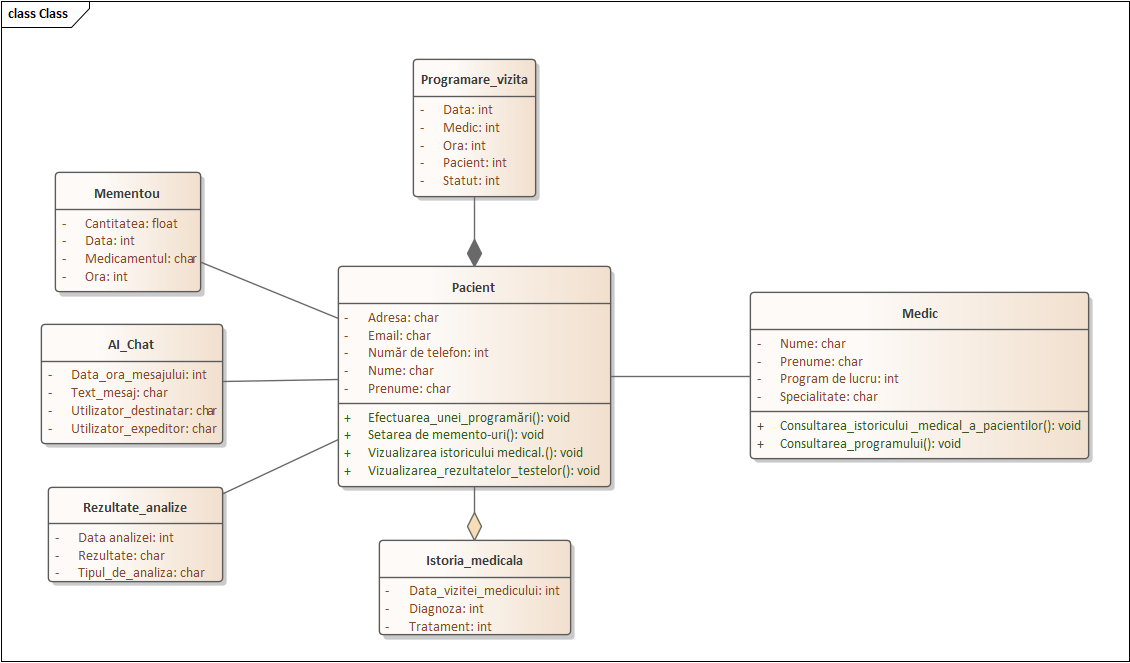 class Class
Programare_vizita
- Data: int
- Medic: int
- Ora: int
- Pacient: int
- Statut: int
Mementou
- Cantitatea: float
- Data: int
- Medicamentul: char
- Ora: int
AI_Chat
- Data_ora_mesajului: int
- Text_mesaj: char
- Utilizator_destinatar: char
- Utilizator_expeditor: char
Rezultate_analize
- Data analizei: int
- Rezultate: char
- Tipul_de_analiza: char
Pacient
- Adresa: char
- Email: char
- Număr de telefon: int
- Nume: char
- Prenume: char
+ Efectuarea_unei_programări(): void
+ Setarea de memento-uri(): void
+ Vizualizarea istoricului medical.(): void
+ Vizualizarea_rezultatelor_testelor(): void
Istoria_medicala
- Data_vizitei_medicului: int
- Diagnoza: int
- Tratament: int
Medic
- Nume: char
- Prenume: char
- Program de lucru: int
- Specialitate: char
+ Consultarea_istoricului _medical_a_pacientilor(): void
+ Consultarea_programului(): void